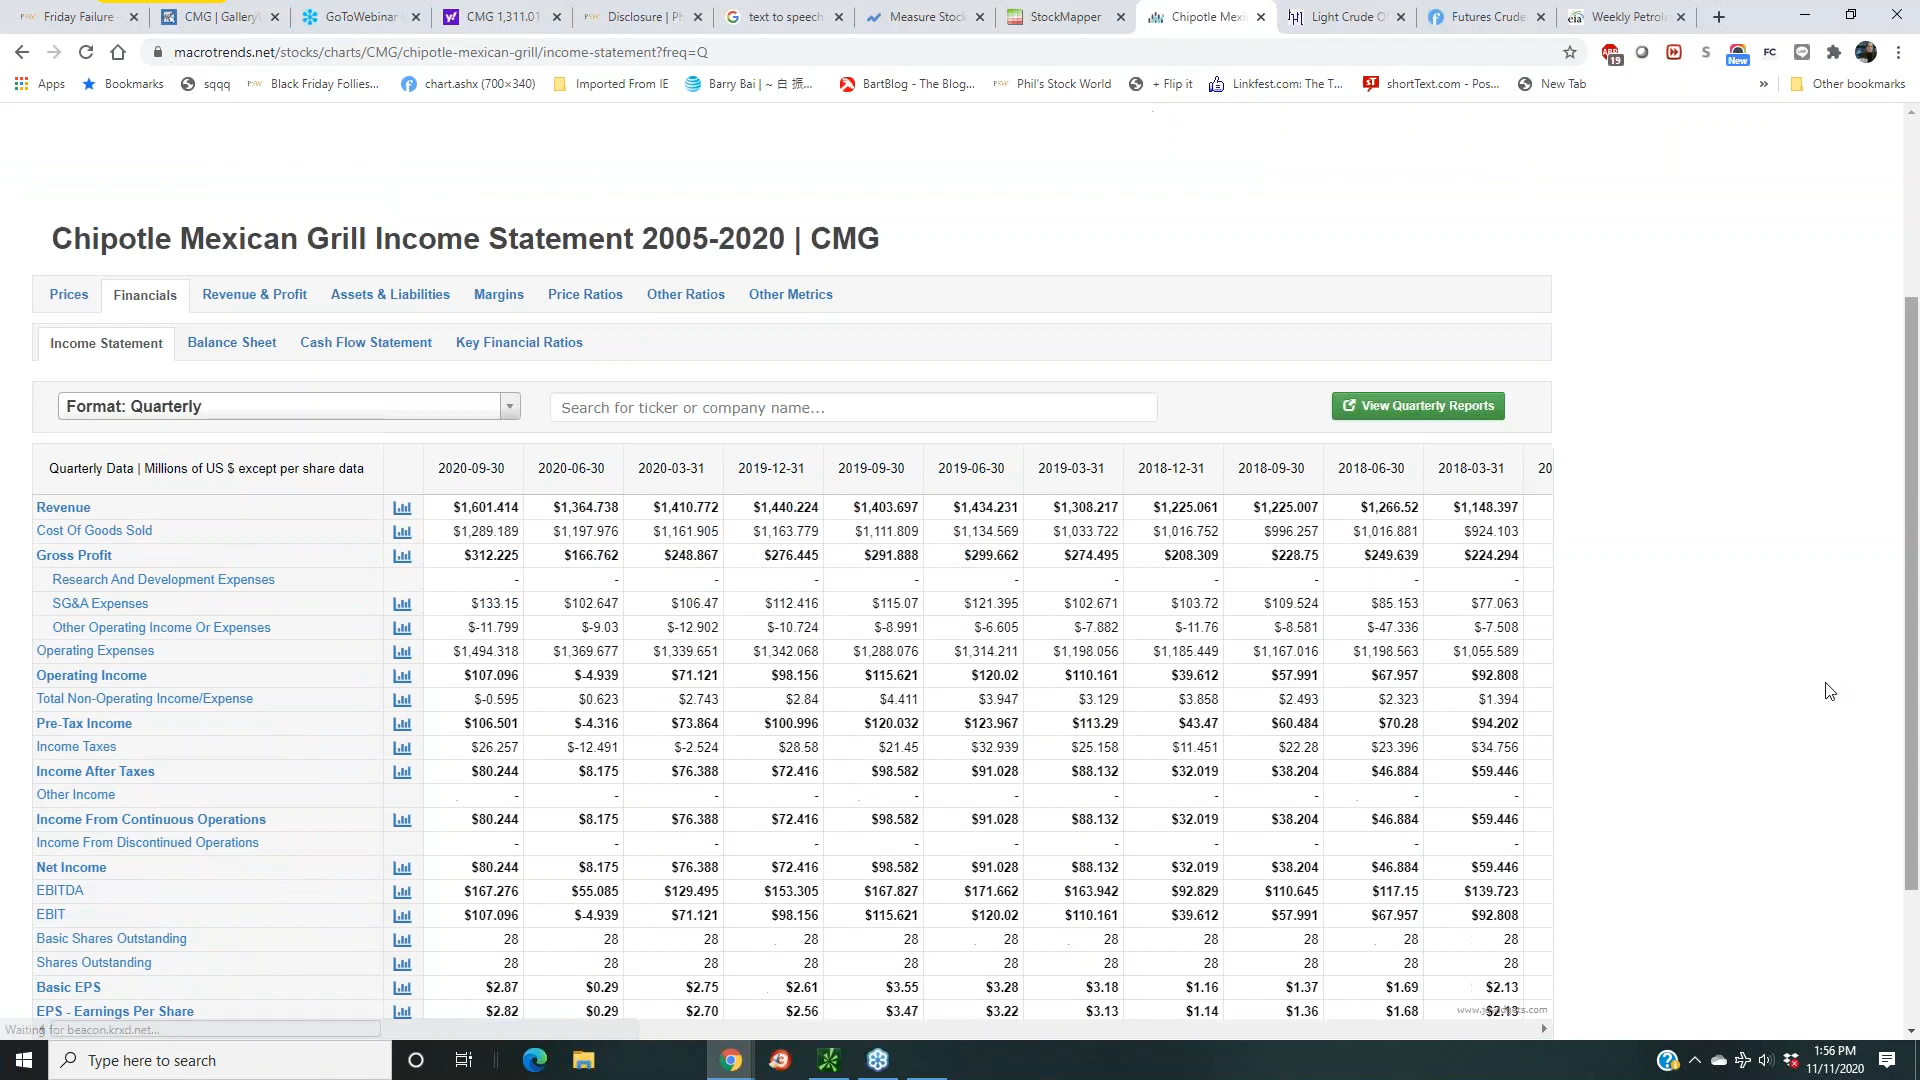 Friday Failure
CMG | Gallery
GoToWebinar
CMG 1,311.01
Disclosure | P
text to speech
Measure Stoc
StockMapper
Chipotle Mexi
Light Crude O
Futures Crude
Weekly Petrol
macrotrends.net/stocks/charts/CMG/chipotle-mexican-grill/income-statement?freq=Q
19
New
FC
Apps
Bookmarks
sqqq
Black Friday Follies...
chart.ashx (700×340)
Imported From IE
Barry Bai | ~ 白 振...
BartBlog - The Blog...
Phil's Stock World
+ Flip it
Linkfest.com: The T...
shortText.com - Pos...
New Tab
»
Other bookmarks
Chipotle Mexican Grill Income Statement 2005-2020 | CMG
Prices Financials Revenue & Profit Assets & Liabilities Margins Price Ratios Other Ratios Other Metrics
Income Statement Balance Sheet Cash Flow Statement Key Financial Ratios
Format: Quarterly
Search for ticker or company name...
View Quarterly Reports
Quarterly Data | Millions of US $ except per share data 2020-09-30 2020-06-30 2020-03-31 2019-12-31 2019-09-30 2019-06-30 2019-03-31 2018-12-31 2018-09-30 2018-06-30 2018-03-31 20
Revenue $1,601.414 $1,364.738 $1,410.772 $1,440.224 $1,403.697 $1,434.231 $1,308.217 $1,225.061 $1,225.007 $1,266.52 $1,148.397
Cost Of Goods Sold $1,289.189 $1,197.976 $1,161.905 $1,163.779 $1,111.809 $1,134.569 $1,033.722 $1,016.752 $996.257 $1,016.881 $924.103
Gross Profit $312.225 $166.762 $248.867 $276.445 $291.888 $299.662 $274.495 $208.309 $228.75 $249.639 $224.294
Research And Development Expenses - - - - - - - - - - -
SG&A Expenses $133.15 $102.647 $106.47 $112.416 $115.07 $121.395 $102.671 $103.72 $109.524 $85.153 $77.063
Other Operating Income Or Expenses $-11.799 $-9.03 $-12.902 $-10.724 $-8.991 $-6.605 $-7.882 $-11.76 $-8.581 $-47.336 $-7.508
Operating Expenses $1,494.318 $1,369.677 $1,339.651 $1,342.068 $1,288.076 $1,314.211 $1,198.056 $1,185.449 $1,167.016 $1,198.563 $1,055.589
Operating Income $107.096 $-4.939 $71.121 $98.156 $115.621 $120.02 $110.161 $39.612 $57.991 $67.957 $92.808
Total Non-Operating Income/Expense $-0.595 $0.623 $2.743 $2.84 $4.411 $3.947 $3.129 $3.858 $2.493 $2.323 $1.394
Pre-Tax Income $106.501 $-4.316 $73.864 $100.996 $120.032 $123.967 $113.29 $43.47 $60.484 $70.28 $94.202
Income Taxes $26.257 $-12.491 $-2.524 $28.58 $21.45 $32.939 $25.158 $11.451 $22.28 $23.396 $34.756
Income After Taxes $80.244 $8.175 $76.388 $72.416 $98.582 $91.028 $88.132 $32.019 $38.204 $46.884 $59.446
Other Income - - - - - - - - - - -
Income From Continuous Operations $80.244 $8.175 $76.388 $72.416 $98.582 $91.028 $88.132 $32.019 $38.204 $46.884 $59.446
Income From Discontinued Operations - - - - - - - - - - -
Net Income $80.244 $8.175 $76.388 $72.416 $98.582 $91.028 $88.132 $32.019 $38.204 $46.884 $59.446
EBITDA $167.276 $55.085 $129.495 $153.305 $167.827 $171.662 $163.942 $92.829 $110.645 $117.15 $139.723
EBIT $107.096 $-4.939 $71.121 $98.156 $115.621 $120.02 $110.161 $39.612 $57.991 $67.957 $92.808
Basic Shares Outstanding 28 28 28 28 28 28 28 28 28 28 28
Shares Outstanding 28 28 28 28 28 28 28 28 28 28 28
Basic EPS $2.87 $0.29 $2.75 $2.61 $3.55 $3.28 $3.18 $1.16 $1.37 $1.69 $2.13
EPS - Earnings Per Share $2.82 $0.29 $2.70 $2.56 $3.47 $3.22 $3.13 $1.14 $1.36 $1.68 $2.13
Waiting for beacon.krxd.net...
Type here to search
1:56 PM
11/11/2020